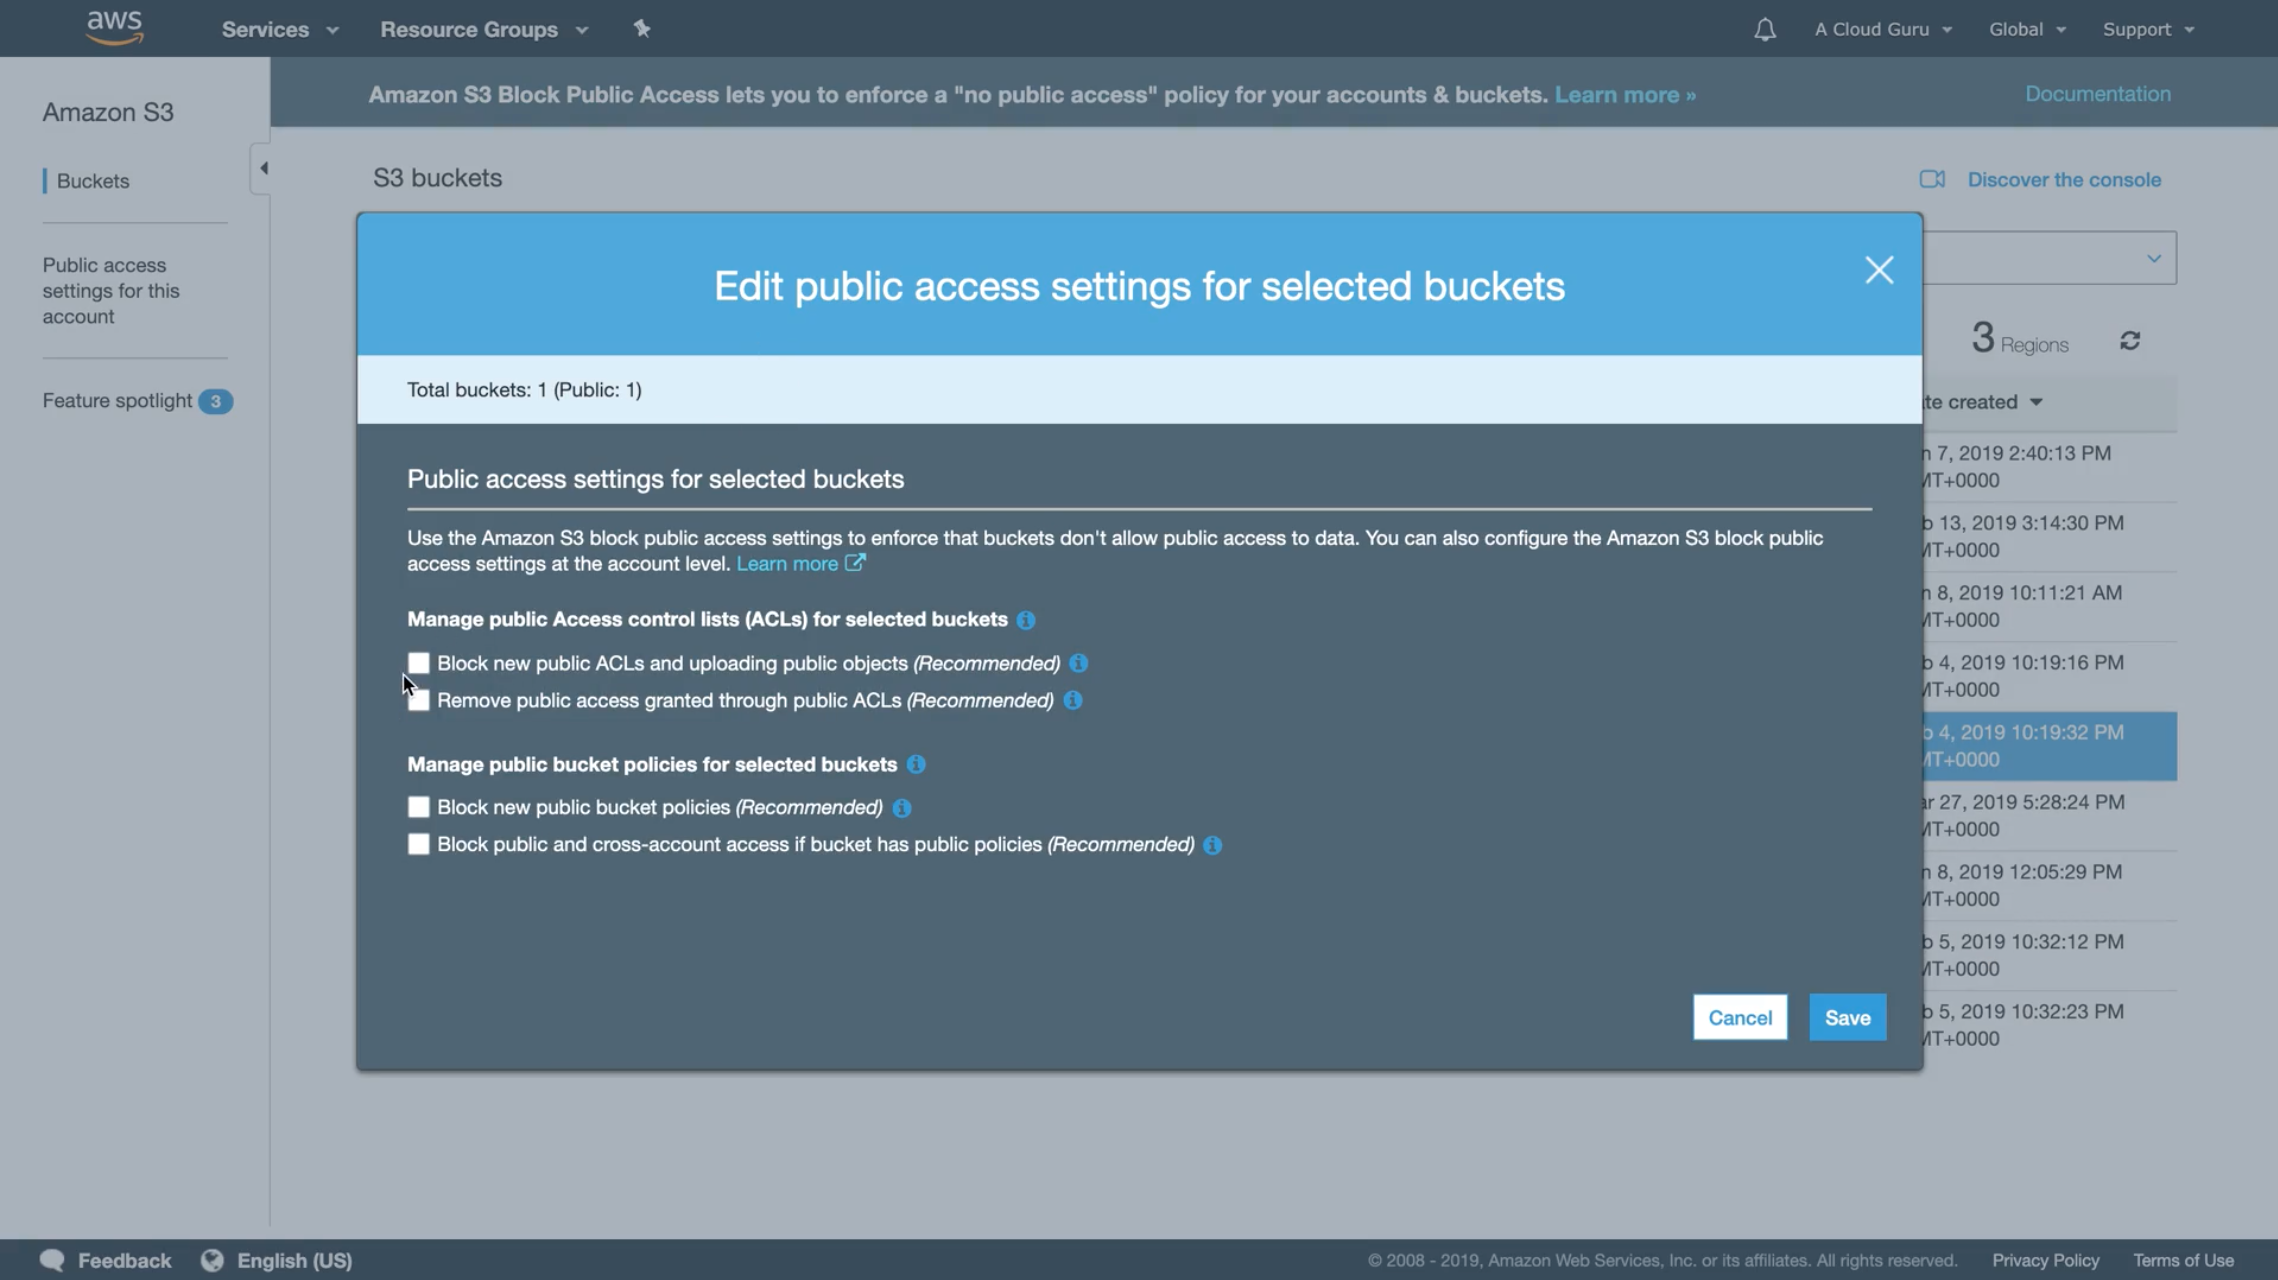 aws
Services
Resource Groups
A Cloud Guru
Global
Support
Amazon S3
Amazon S3 Block Public Access lets you to enforce a "no public access" policy for your accounts & buckets. Learn more »
Documentation
Buckets
S3 buckets
Discover the console
Public access
settings for this
account
Feature spotlight 3
Edit public access settings for selected buckets
3 Regions
Total buckets: 1 (Public: 1)
Public access settings for selected buckets
Use the Amazon S3 block public access settings to enforce that buckets don't allow public access to data. You can also configure the Amazon S3 block public
access settings at the account level. Learn more
Manage public Access control lists (ACLs) for selected buckets
Block new public ACLs and uploading public objects (Recommended)
Remove public access granted through public ACLs (Recommended)
Manage public bucket policies for selected buckets
Block new public bucket policies (Recommended)
Block public and cross-account access if bucket has public policies (Recommended)
Cancel
Save
created
7, 2019 2:40:13 PM
+0000
13, 2019 3:14:30 PM
+0000
8, 2019 10:11:21 AM
+0000
4, 2019 10:19:16 PM
+0000
4, 2019 10:19:32 PM
+0000
27, 2019 5:28:24 PM
+0000
8, 2019 12:05:29 PM
+0000
5, 2019 10:32:12 PM
+0000
5, 2019 10:32:23 PM
+0000
Feedback
English (US)
© 2008 - 2019, Amazon Web Services, Inc. or its affiliates. All rights reserved.
Privacy Policy
Terms of Use